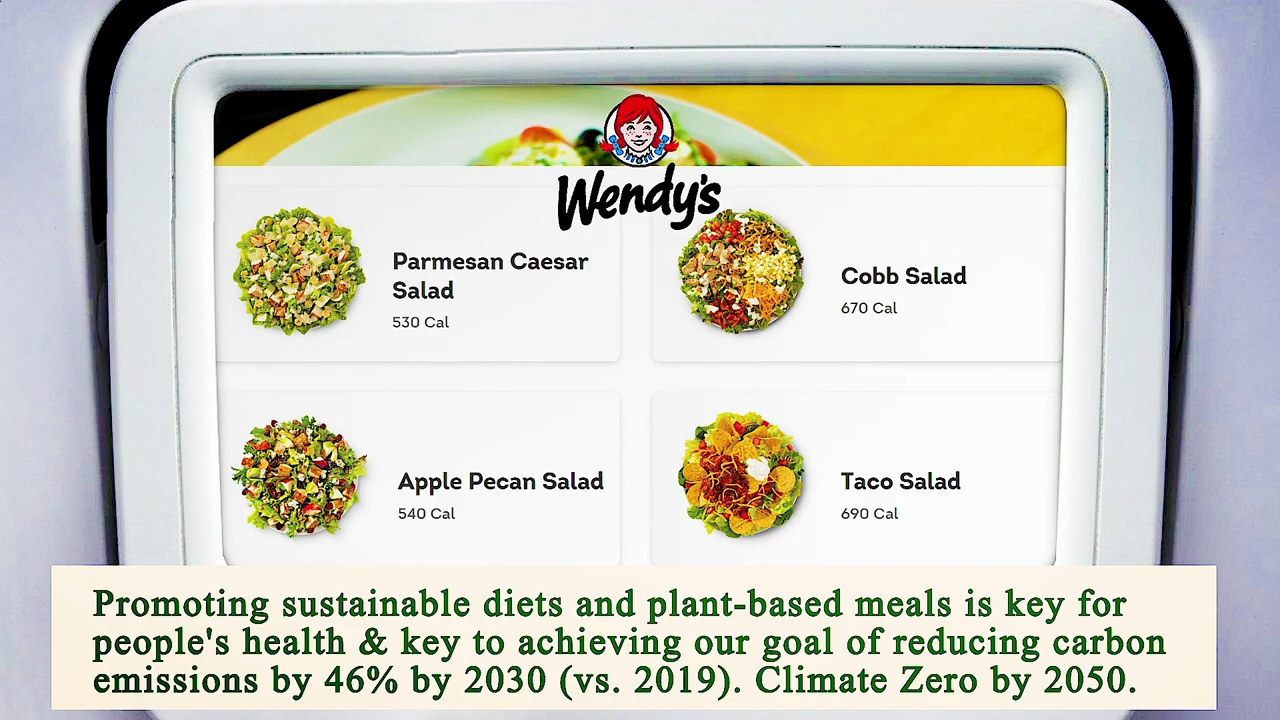 Wendy's
Parmesan Caesar
Salad
530 Cal
Cobb Salad
670 Cal
Apple Pecan Salad
540 Cal
Taco Salad
690 Cal
Promoting sustainable diets and plant-based meals is key for
people's health & key to achieving our goal of reducing carbon
emissions by 46% by 2030 (vs. 2019). Climate Zero by 2050.